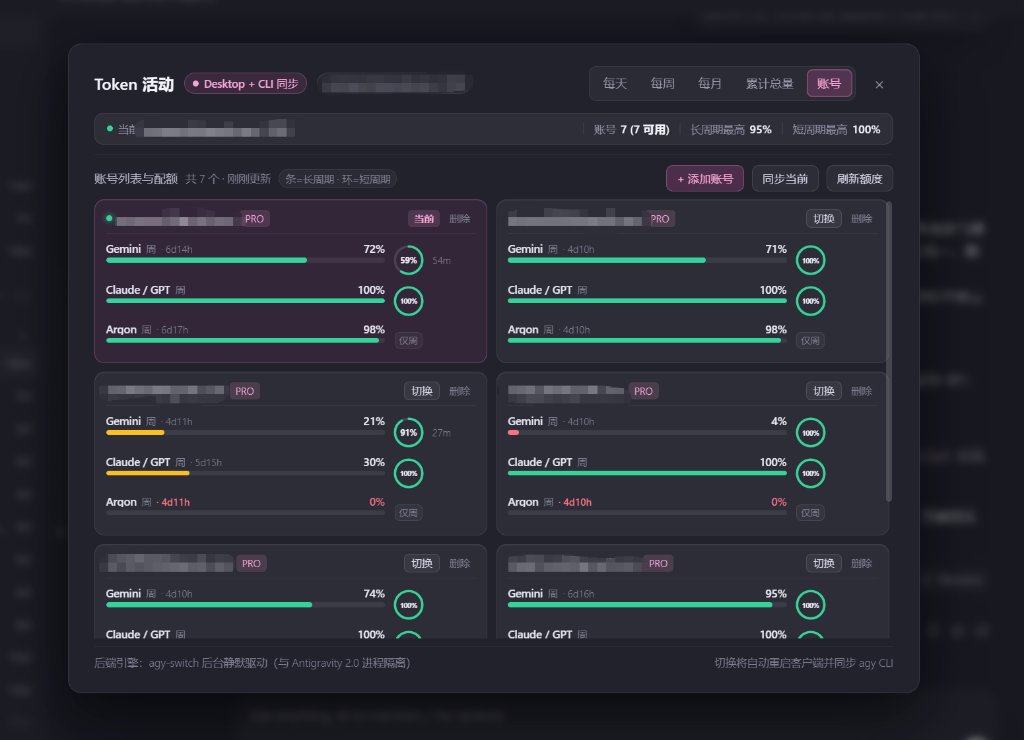 Token 活动 Desktop + CLI 同步 每天 每周 每月 累计总量 账号 ×
当前 账号 7 (7 可用) 长周期最高 95% 短周期最高 100%
账号列表与配额 共 7 个 · 刚刚更新 条=长周期 · 环=短周期 + 添加账号 同步当前 刷新额度
PRO 当前 删除
Gemini 周 · 6d14h 72% 59% 54m
Claude / GPT 周 100% 100%
Argon 周 · 6d17h 98% 仅周
PRO 切换 删除
Gemini 周 · 4d10h 71% 100%
Claude / GPT 周 100% 100%
Argon 周 · 4d10h 98% 仅周
PRO 切换 删除
Gemini 周 · 4d11h 21% 91% 27m
Claude / GPT 周 · 5d15h 30% 100%
Argon 周 · 4d11h 0% 仅周
PRO 切换 删除
Gemini 周 · 4d10h 4% 100%
Claude / GPT 周 100% 100%
Argon 周 · 4d10h 0% 仅周
PRO 切换 删除
Gemini 周 · 4d10h 74% 100%
Claude / GPT 周 100%
PRO 切换 删除
Gemini 周 · 6d16h 95% 100%
Claude / GPT 周 100%
后端引擎：agy-switch 后台静默驱动（与 Antigravity 2.0 进程隔离） 切换将自动重启客户端并同步 agy CLI